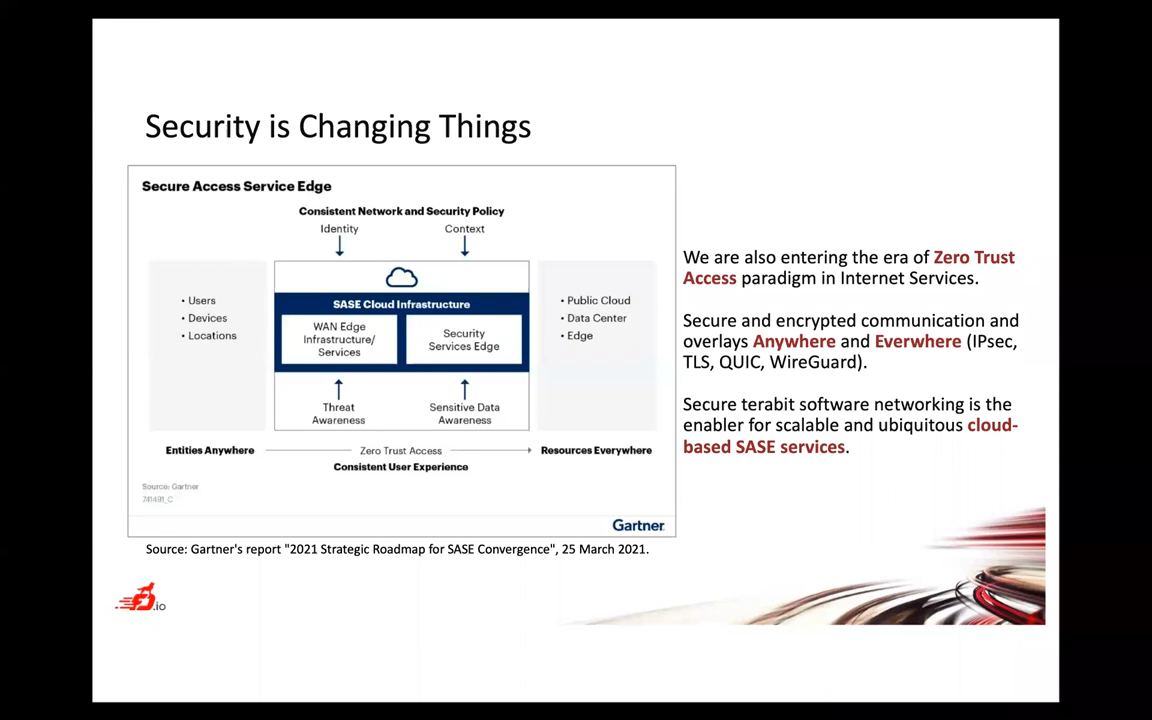 Security is Changing Things
Secure Access Service Edge
Consistent Network and Security Policy
Identity
Context
• Users
• Devices
• Locations
SASE Cloud Infrastructure
WAN Edge
Infrastructure/
Services
Security
Services Edge
• Public Cloud
• Data Center
• Edge
Threat
Awareness
Sensitive Data
Awareness
Entities Anywhere
Zero Trust Access
Resources Everywhere
Consistent User Experience
Source: Gartner
741491_C
Gartner
Source: Gartner's report "2021 Strategic Roadmap for SASE Convergence", 25 March 2021.
We are also entering the era of Zero Trust
Access paradigm in Internet Services.
Secure and encrypted communication and
overlays Anywhere and Everwhere (IPsec,
TLS, QUIC, WireGuard).
Secure terabit software networking is the
enabler for scalable and ubiquitous cloud-
based SASE services.
.io